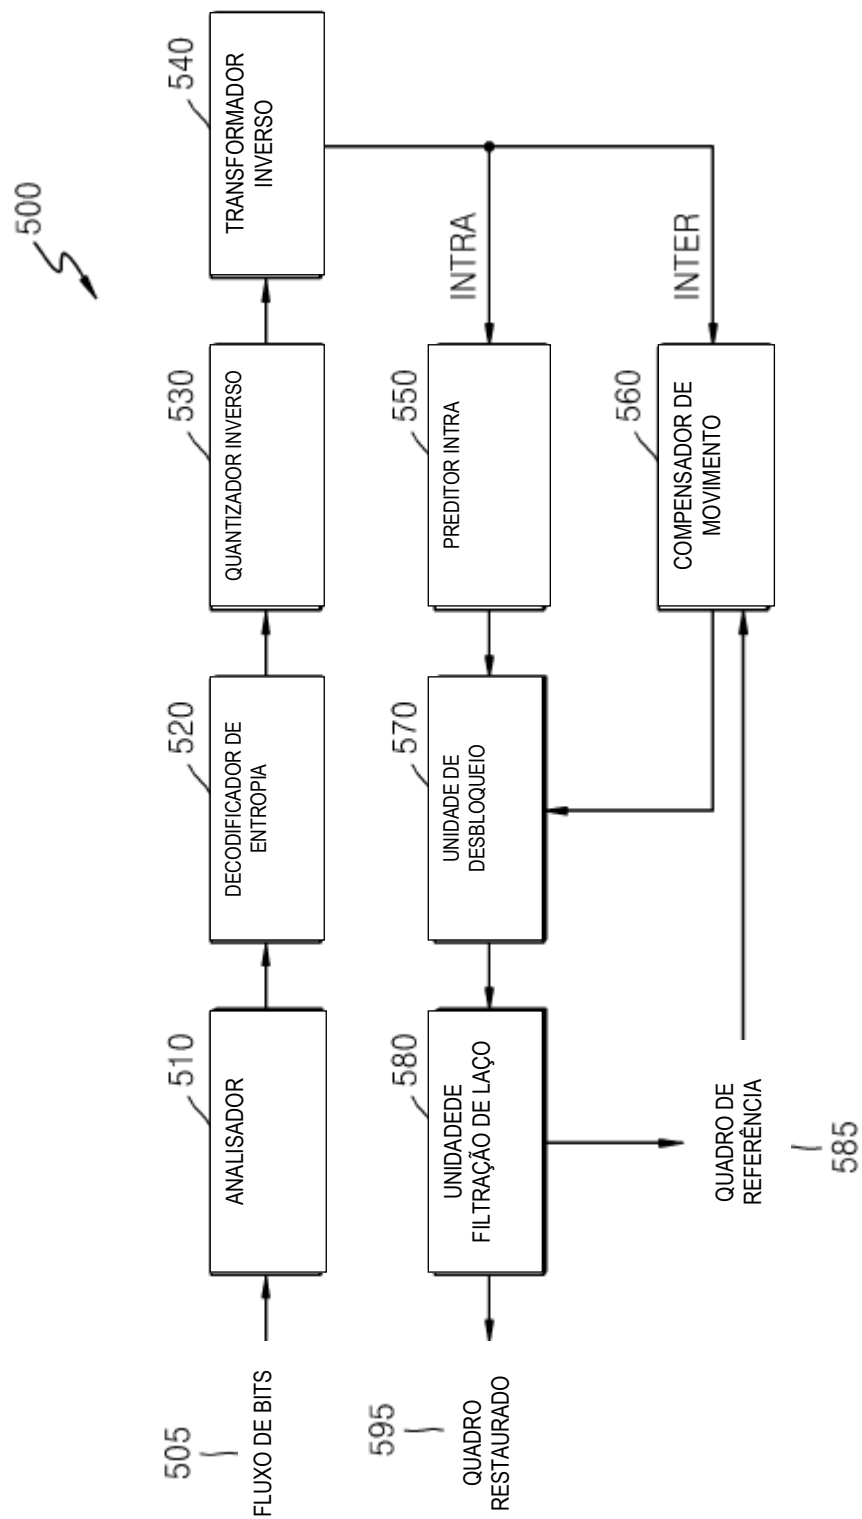 500
505
FLUXO DE BITS
510
ANALISADOR
520
DECODIFICADOR DE
ENTROPIA
530
QUANTIZADOR INVERSO
540
TRANSFORMADOR
INVERSO
595
QUADRO
RESTAURADO
580
UNIDADEDE
FILTRAÇÃO DE LAÇO
570
UNIDADE DE
DESBLOQUEIO
550
PREDITOR INTRA
INTRA
585
QUADRO DE
REFERÊNCIA
560
COMPENSADOR DE
MOVIMENTO
INTER